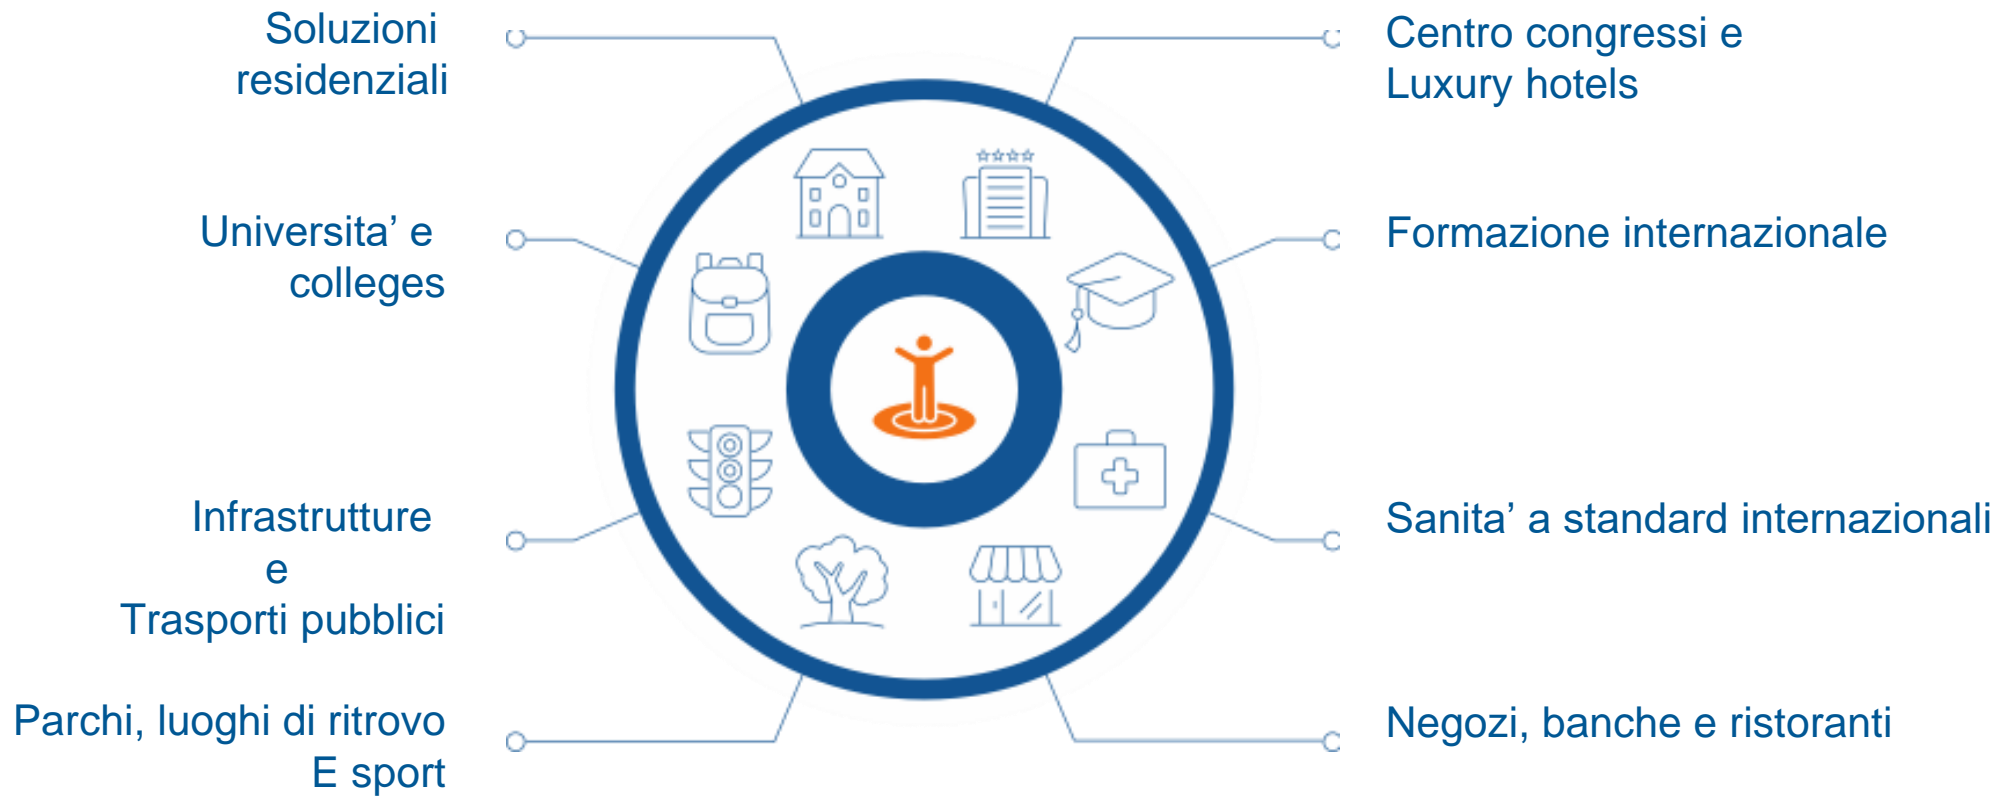 Soluzioni
residenziali
Centro congressi e
Luxury hotels
Universita’ e
colleges
Formazione internazionale
Infrastrutture
e
Trasporti pubblici
Sanita’ a standard internazionali
Parchi, luoghi di ritrovo
E sport
Negozi, banche e ristoranti